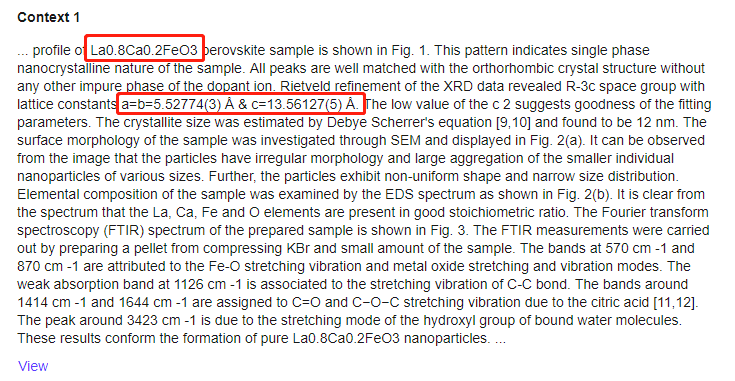 Context 1
... profile of La0.8Ca0.2FeO3 perovskite sample is shown in Fig. 1. This pattern indicates single phase
nanocrystalline nature of the sample. All peaks are well matched with the orthorhombic crystal structure without
any other impure phase of the dopant ion. Rietveld refinement of the XRD data revealed R-3c space group with
lattice constants a=b=5.52774(3) Å & c=13.56127(5) Å. The low value of the c 2 suggests goodness of the fitting
parameters. The crystallite size was estimated by Debye Scherrer's equation [9,10] and found to be 12 nm. The
surface morphology of the sample was investigated through SEM and displayed in Fig. 2(a). It can be observed
from the image that the particles have irregular morphology and large aggregation of the smaller individual
nanoparticles of various sizes. Further, the particles exhibit non-uniform shape and narrow size distribution.
Elemental composition of the sample was examined by the EDS spectrum as shown in Fig. 2(b). It is clear from
the spectrum that the La, Ca, Fe and O elements are present in good stoichiometric ratio. The Fourier transform
spectroscopy (FTIR) spectrum of the prepared sample is shown in Fig. 3. The FTIR measurements were carried
out by preparing a pellet from compressing KBr and small amount of the sample. The bands at 570 cm -1 and
870 cm -1 are attributed to the Fe-O stretching vibration and metal oxide stretching and vibration modes. The
weak absorption band at 1126 cm -1 is associated to the stretching vibration of C-C bond. The bands around
1414 cm -1 and 1644 cm -1 are assigned to C=O and C−O−C stretching vibration due to the citric acid [11,12].
The peak around 3423 cm -1 is due to the stretching mode of the hydroxyl group of bound water molecules.
These results conform the formation of pure La0.8Ca0.2FeO3 nanoparticles. ...
View